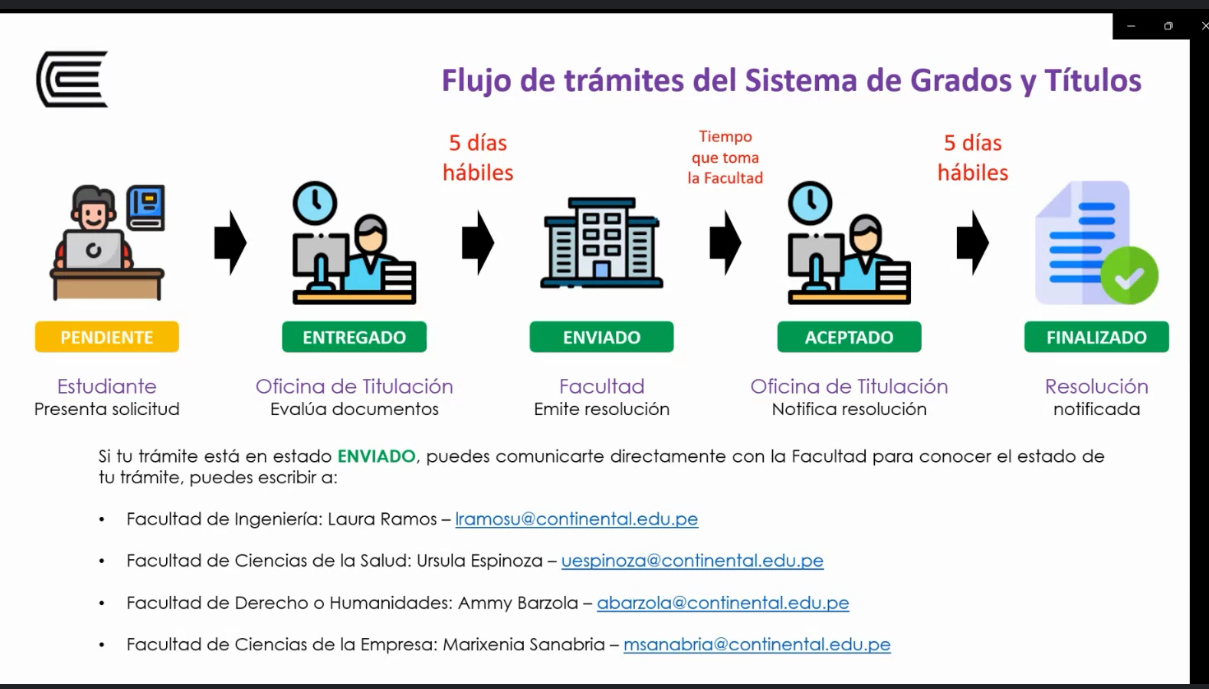 Flujo de trámites del Sistema de Grados y Títulos
5 días
hábiles
Tiempo
que toma
la Facultad
5 días
hábiles
PENDIENTE
ENTREGADO
ENVIADO
ACEPTADO
FINALIZADO
Estudiante
Presenta solicitud
Oficina de Titulación
Evalúa documentos
Facultad
Emite resolución
Oficina de Titulación
Notifica resolución
Resolución
notificada
Si tu trámite está en estado ENVIADO, puedes comunicarte directamente con la Facultad para conocer el estado de
tu trámite, puedes escribir a:
• Facultad de Ingeniería: Laura Ramos – lramosu@continental.edu.pe
• Facultad de Ciencias de la Salud: Ursula Espinoza – uespinoza@continental.edu.pe
• Facultad de Derecho o Humanidades: Ammy Barzola – abarzola@continental.edu.pe
• Facultad de Ciencias de la Empresa: Marixenia Sanabria – msanabria@continental.edu.pe